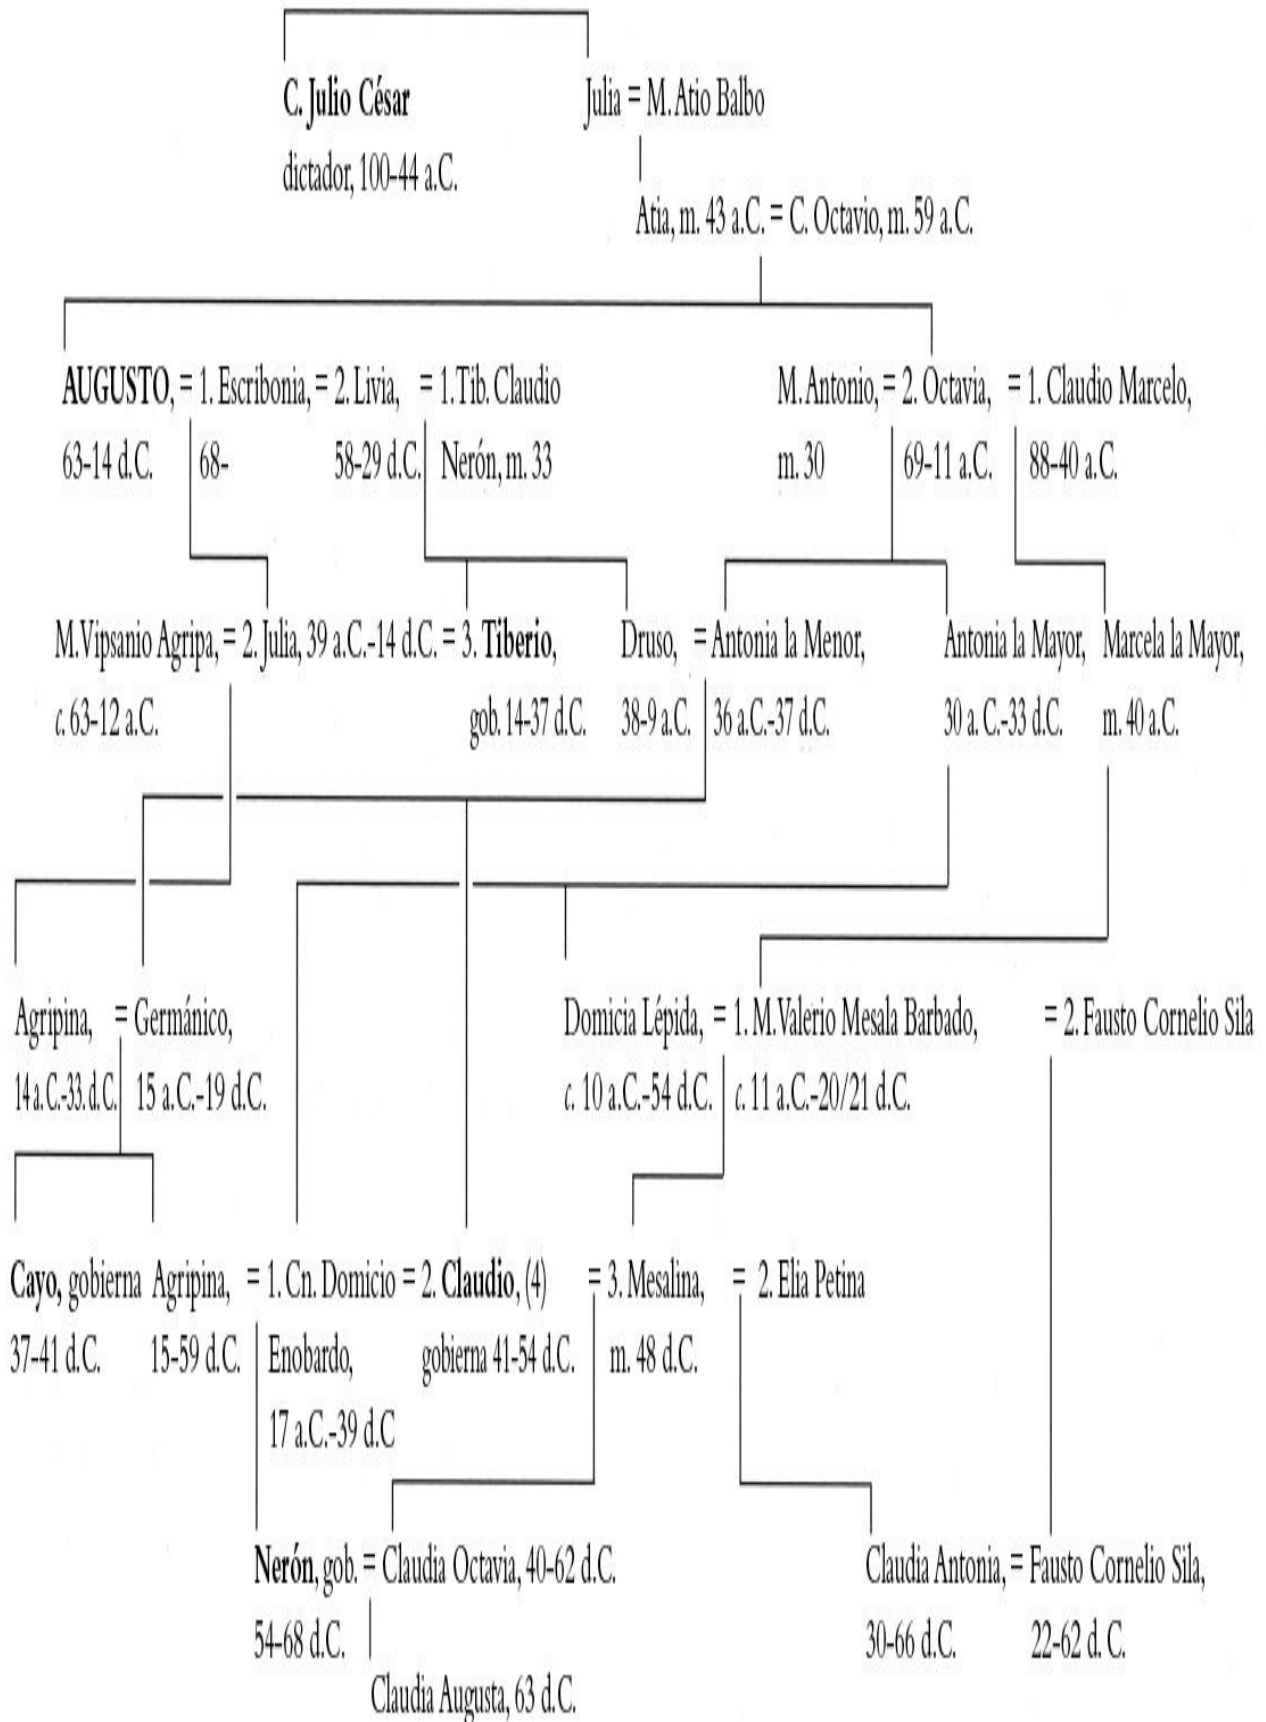 C. Julio César
Julia = M. Atio Balbo
dictador, 100-44 a.C.
Atia, m. 43 a.C. = C. Octavio, m. 59 a.C.
AUGUSTO, = 1. Escribonia, = 2. Livia, = 1. Tib. Claudio
M. Antonio, = 2. Octavia, = 1. Claudio Marcelo,
63-14 d.C. 68- 58-29 d.C. Nerón, m. 33
m. 30 69-11 a.C. 88-40 a.C.
M. Vipsanio Agripa, = 2. Julia, 39 a.C.-14 d.C. = 3. Tiberio,
Druso, = Antonia la Menor,
Antonia la Mayor,
Marcela la Mayor,
c. 63-12 a.C.
gob. 14-37 d.C.
38-9 a.C. 36 a.C.-37 d.C.
30 a. C.-33 d.C.
m. 40 a.C.
Agripina, = Germánico,
Domicia Lépida, = 1. M. Valerio Mesala Barbado, = 2. Fausto Cornelio Sila
14 a.C.-33. d.C. 15 a.C.-19 d.C.
c. 10 a.C.-54 d.C. c. 11 a.C.-20/21 d.C.
Cayo, gobierna Agripina, = 1. Cn. Domicio = 2. Claudio, (4) = 3. Mesalina, = 2. Elia Petina
37-41 d.C. 15-59 d.C. Enobardo, gobierna 41-54 d.C. m. 48 d.C.
17 a.C.-39 d.C
Nerón, gob. = Claudia Octavia, 40-62 d.C.
Claudia Antonia, = Fausto Cornelio Sila,
54-68 d.C.
30-66 d.C. 22-62 d. C.
Claudia Augusta, 63 d.C.